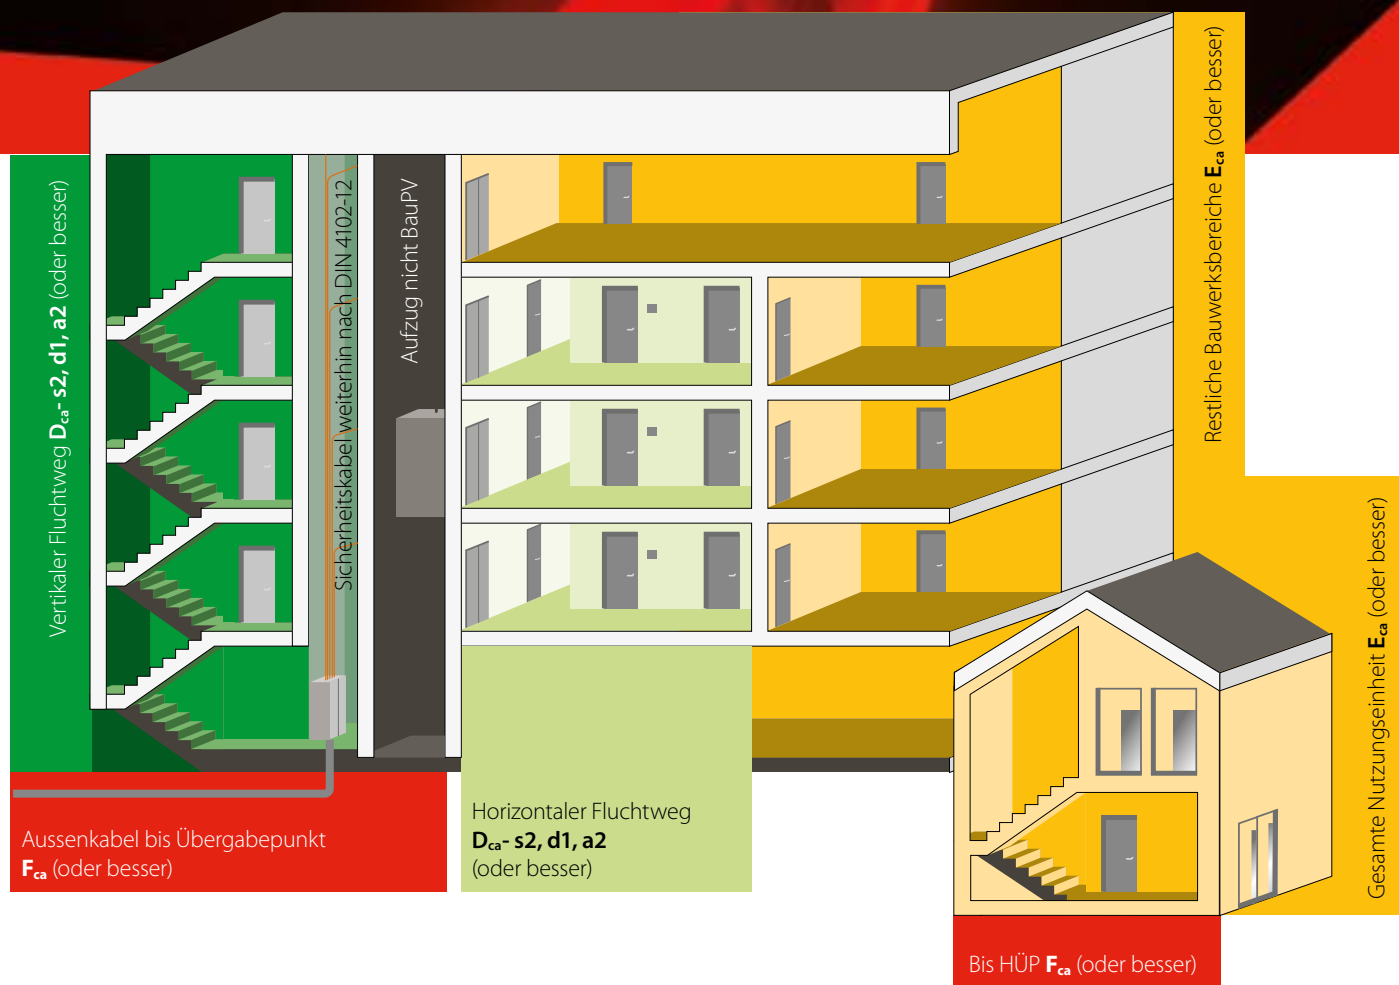 Vertikaler Fluchtweg Dca- s2, d1, a2 (oder besser)
Sicherheitskabel weiterhin nach DIN 4102-12
Aufzug nicht BauPV
Restliche Bauwerksbereiche Eca (oder besser)
Gesamte Nutzungseinheit Eca (oder besser)
Aussenkabel bis Übergabepunkt
Fca (oder besser)
Horizontaler Fluchtweg
Dca- s2, d1, a2
(oder besser)
Bis HÜP Fca (oder besser)